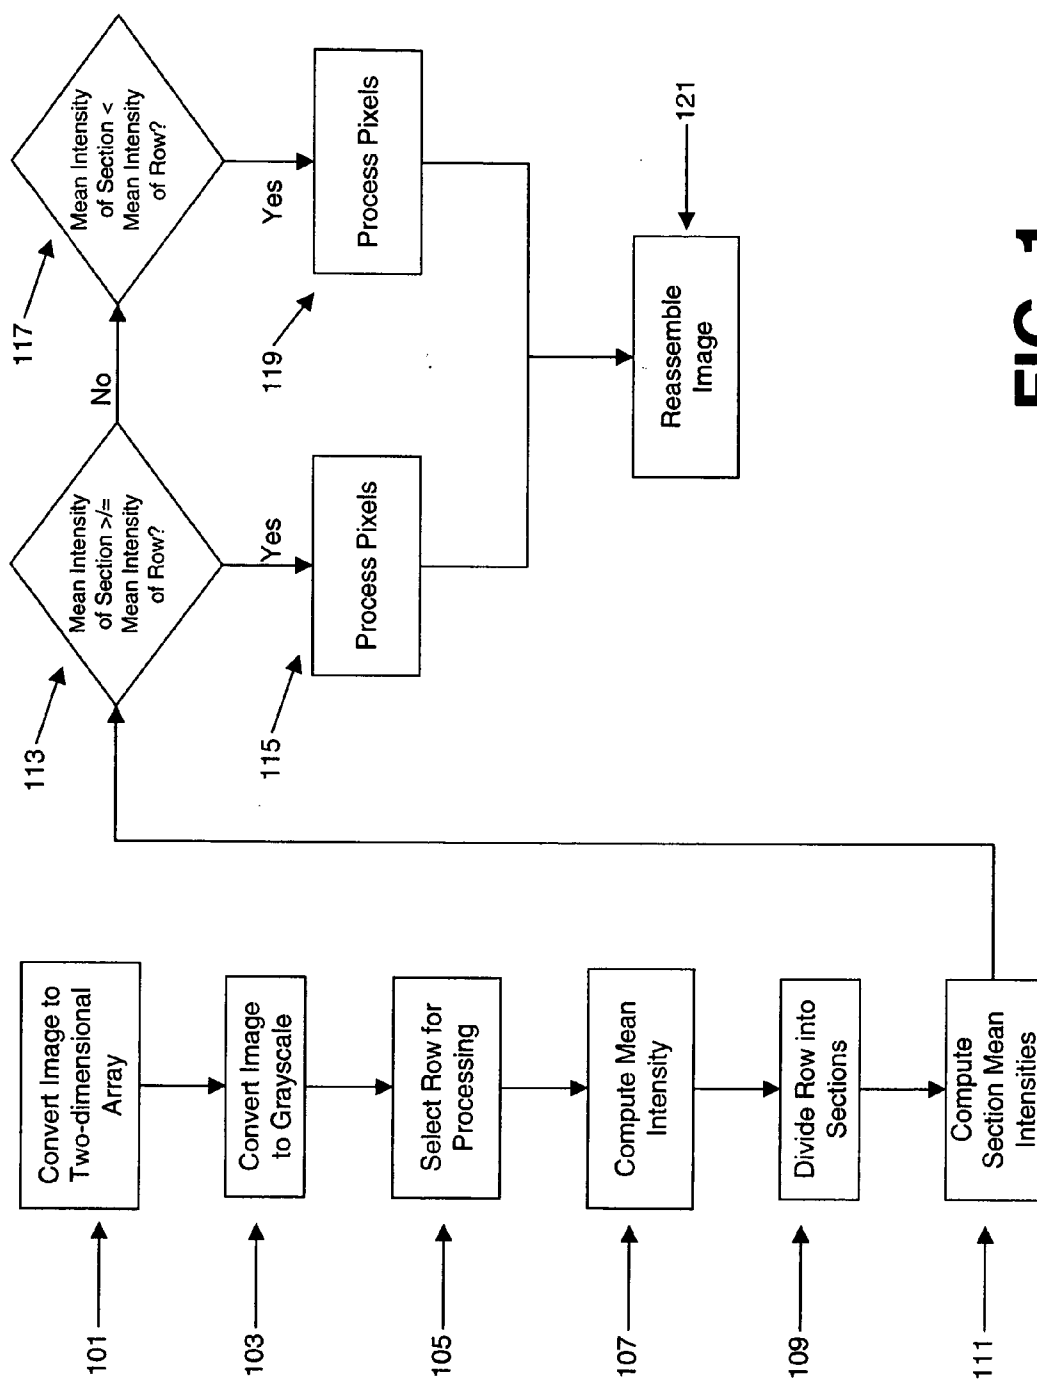 101
Convert Image to
Two-dimensional
Array
103
Convert Image
to Grayscale
105
Select Row for
Processing
107
Compute Mean
Intensity
109
Divide Row into
Sections
111
Compute
Section Mean
Intensities
113
Mean Intensity
of Section >/=
Mean Intensity
of Row?
No
Yes
115
Process Pixels
117
Mean Intensity
of Section <
Mean Intensity
of Row?
Yes
119
Process Pixels
Reassemble
Image
121
FIG. 1